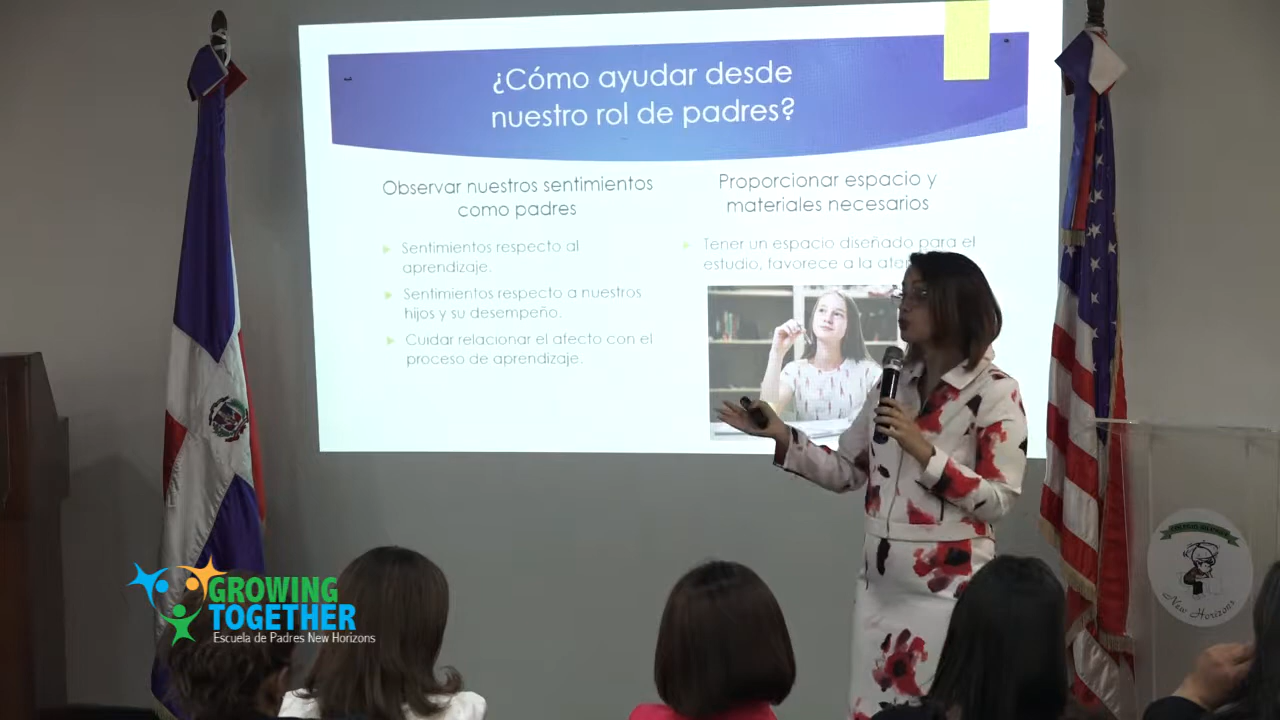 ¿Cómo ayudar desde
nuestro rol de padres?
Observar nuestros sentimientos
como padres
Sentimientos respecto al
aprendizaje.
Sentimientos respecto a nuestros
hijos y su desempeño.
Cuidar relacionar el afecto con el
proceso de aprendizaje.
Proporcionar espacio y
materiales necesarios
Tener un espacio diseñado para el
estudio, favorece a la
GROWING
TOGETHER
Escuela de Padres New Horizons
New Horizons